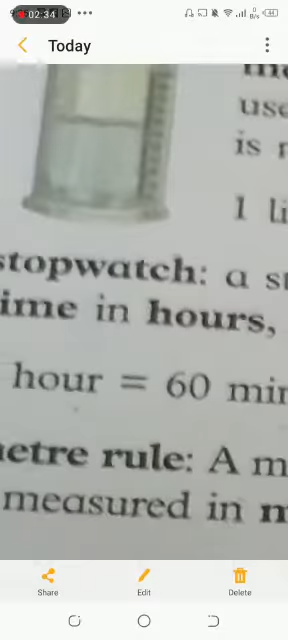 02:34
Today
use
is
1 li
stopwatch: a st
ime in hours,
hour = 60 min
etre rule: A m
measured in m
Share Edit Delete